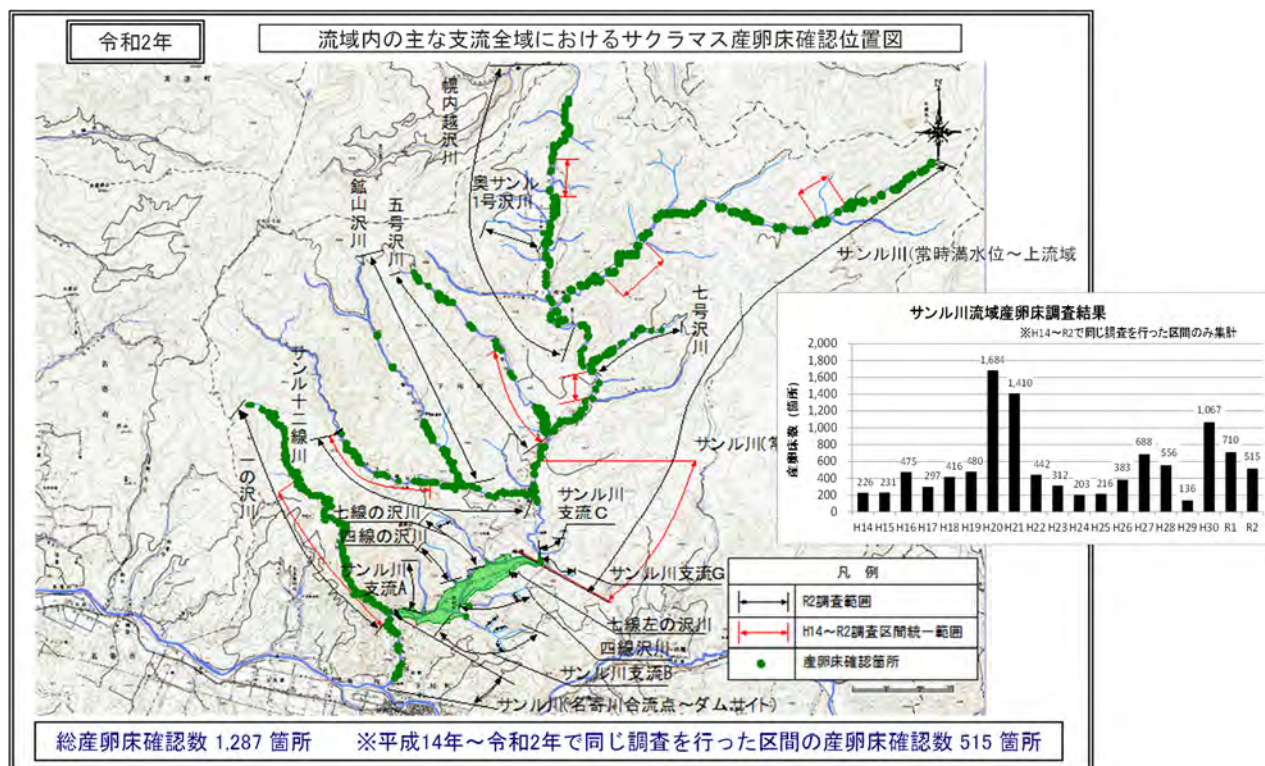 令和2年
流域内の主な支流全域におけるサクラマス産卵床確認位置図
幌内越沢川
奥サンル
1号沢川
鉱山沢川
五号沢川
サンル川(常時満水位～上流域
七号沢川
サンル十二線川
一の沢川
サンル川(常
サンル川
支流C
七線の沢川
四線の沢川
サンル川
支流A
サンル川支流G
七線左の沢川
四線沢川
サンル川支流B
サンル川(名寄川合流点～ダムサイト)
N
サンル川流域産卵床調査結果
※H14～R2で同じ調査を行った区間のみ集計
産卵床数（箇所）
2,000
1,800
1,600
1,400
1,200
1,000
800
600
400
200
0
226 231 475 297 416 480 1,684 1,410 442 312 203 216 383 688 556 136 1,067 710 515
H14 H15 H16 H17 H18 H19 H20 H21 H22 H23 H24 H25 H26 H27 H28 H29 H30 R1 R2
凡 例
R2調査範囲
H14～R2調査区間統一範囲
産卵床確認箇所
総産卵床確認数 1,287 箇所 ※平成14年～令和2年で同じ調査を行った区間の産卵床確認数 515 箇所